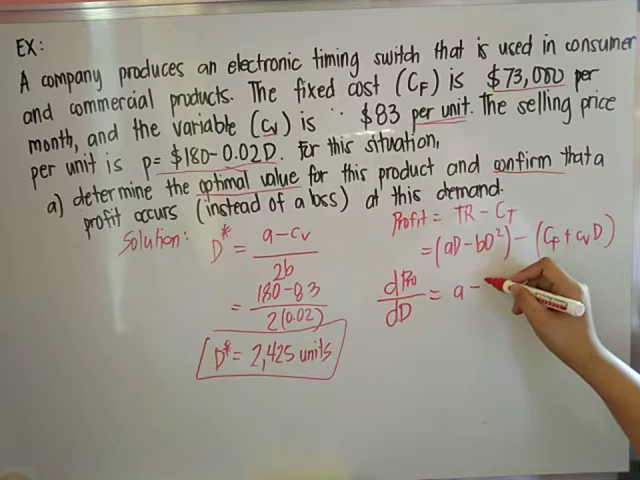 EX:
A company produces an electronic timing switch that is used in consumer
and commercial products. The fixed cost (CF) is $73,000 per
month, and the variable (cv) is $83 per unit. The selling price
per unit is p= $180-0.02D. For this situation,
a) determine the optimal value for this product and confirm that a
profit occurs (instead of a loss) at this demand.
Solution: D* = a-cv / 2b
= 180-83 / 2(0.02)
D* = 2,425 units
Profit = TR - CT
= (aD - bD²) - (CF + cvD)
dPro / dD = a -